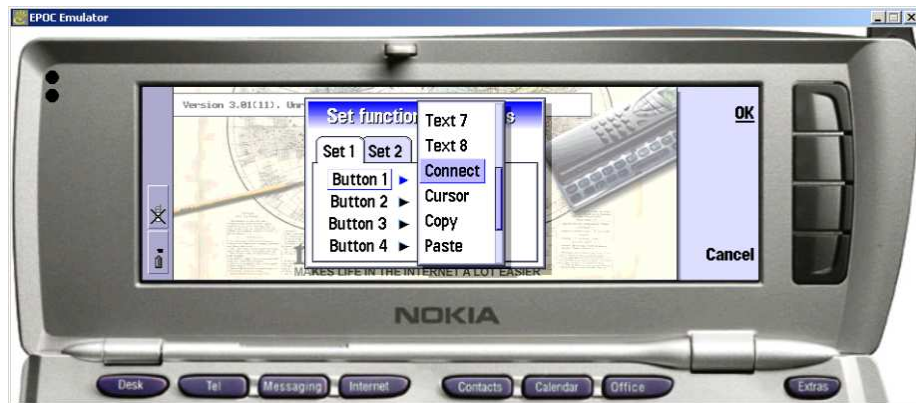 EPOC Emulator
Version 3.01(11). Unr
Set function
s
Text 7
Text 8
Connect
Cursor
Copy
Paste
Set 1
Set 2
Button 1
Button 2
Button 3
Button 4
MAKES LIFE IN THE INTERNET A LOT EASIER
OK
Cancel
NOKIA
Desk
Tel
Messaging
Internet
Contacts
Calendar
Office
Extras